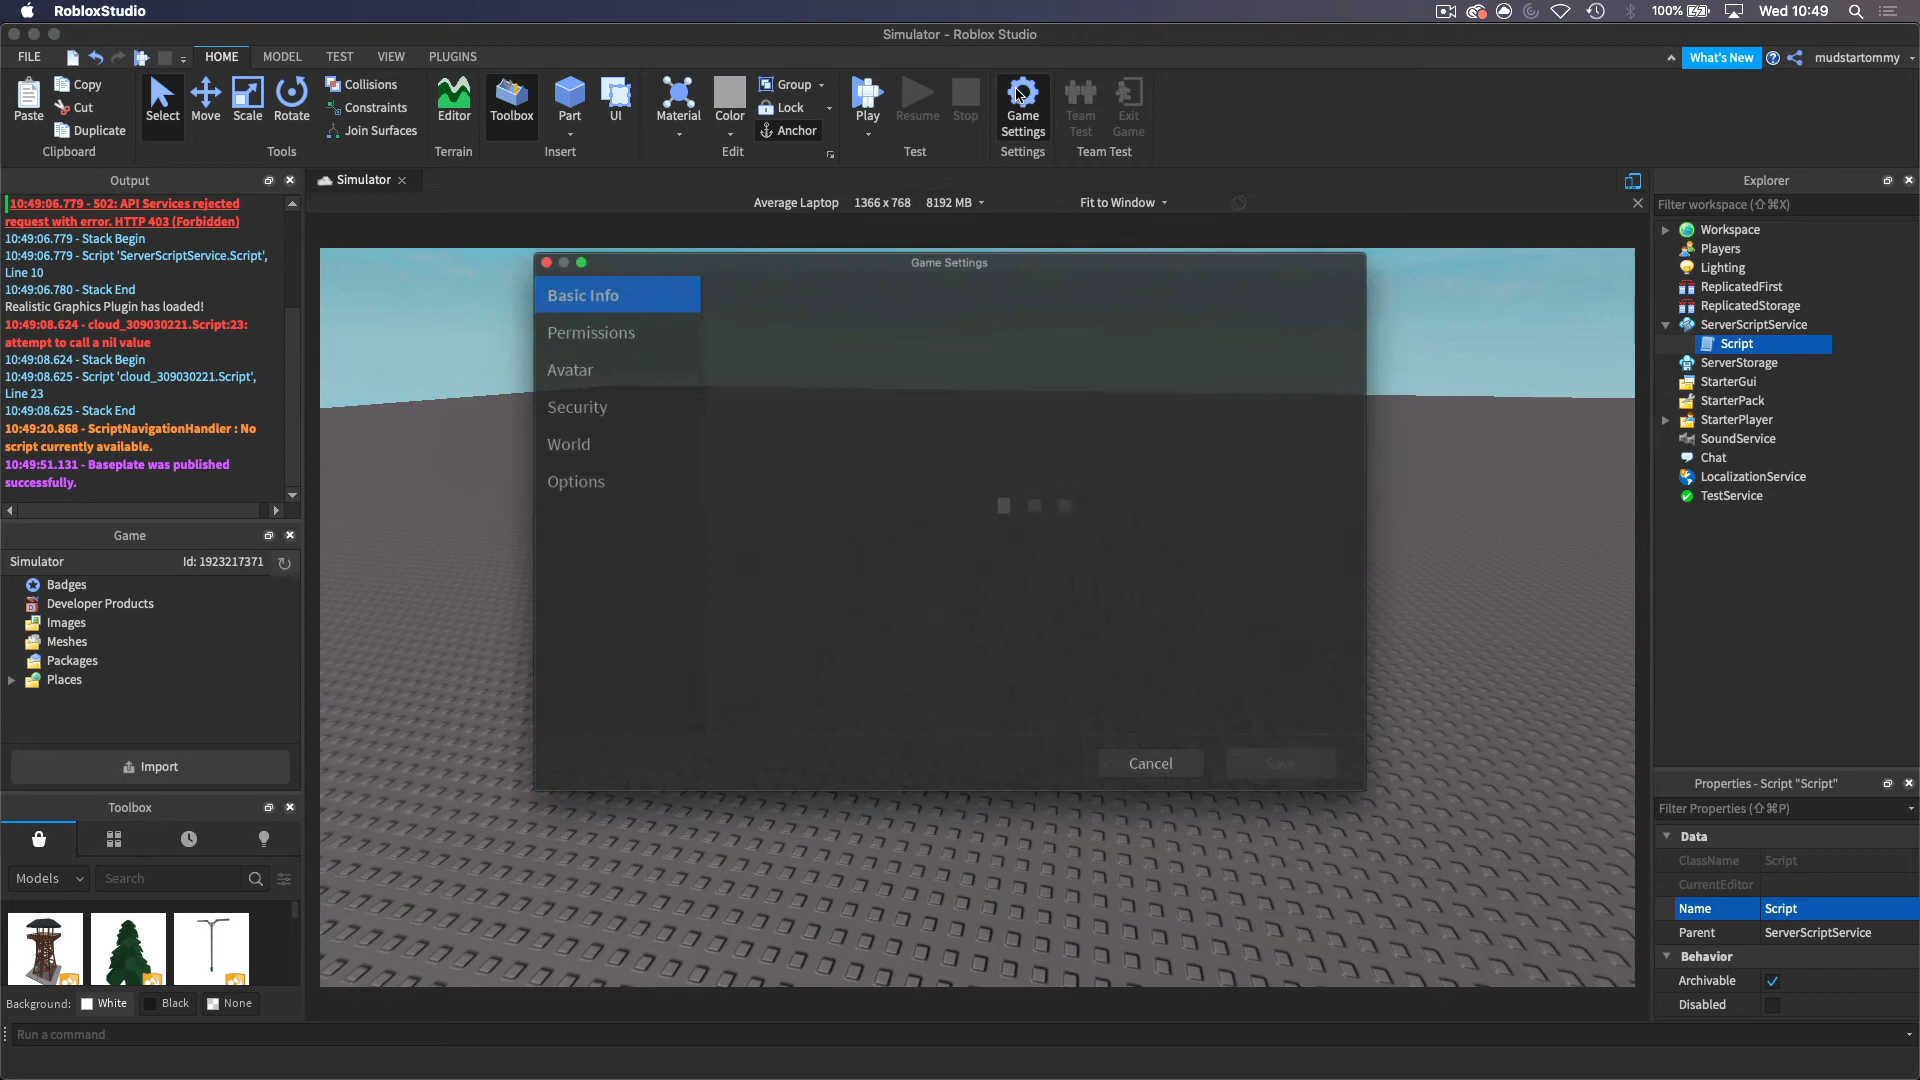 RobloxStudio
100%
Wed 10:49
Simulator - Roblox Studio
FILE
HOME
MODEL
TEST
VIEW
PLUGINS
What's New
mudstartommy
Paste
Copy
Cut
Duplicate
Clipboard
Select
Move
Scale
Rotate
Collisions
Constraints
Join Surfaces
Tools
Editor
Terrain
Toolbox
Part
UI
Insert
Material
Color
Group
Lock
Anchor
Edit
Play
Resume
Stop
Test
Game
Settings
Settings
Team
Test
Exit
Game
Team Test
Output
10:49:06.779 - 502: API Services rejected
request with error. HTTP 403 (Forbidden)
10:49:06.779 - Stack Begin
10:49:06.779 - Script 'ServerScriptService.Script',
Line 10
10:49:06.780 - Stack End
Realistic Graphics Plugin has loaded!
10:49:08.624 - cloud_309030221.Script:23:
attempt to call a nil value
10:49:08.624 - Stack Begin
10:49:08.625 - Script 'cloud_309030221.Script',
Line 23
10:49:08.625 - Stack End
10:49:20.868 - ScriptNavigationHandler : No
script currently available.
10:49:51.131 - Baseplate was published
successfully.
Game
Simulator
Id: 1923217371
Badges
Developer Products
Images
Meshes
Packages
Places
Import
Toolbox
Models
Search
Background:
White
Black
None
Run a command
Simulator
Average Laptop
1366 x 768
8192 MB
Fit to Window
Game Settings
Basic Info
Permissions
Avatar
Security
World
Options
Cancel
Save
Explorer
Filter workspace (⇧⌘X)
Workspace
Players
Lighting
ReplicatedFirst
ReplicatedStorage
ServerScriptService
Script
ServerStorage
StarterGui
StarterPack
StarterPlayer
SoundService
Chat
LocalizationService
TestService
Properties - Script "Script"
Filter Properties (⇧⌘P)
Data
ClassName
Script
CurrentEditor
Name
Script
Parent
ServerScriptService
Behavior
Archivable
Disabled